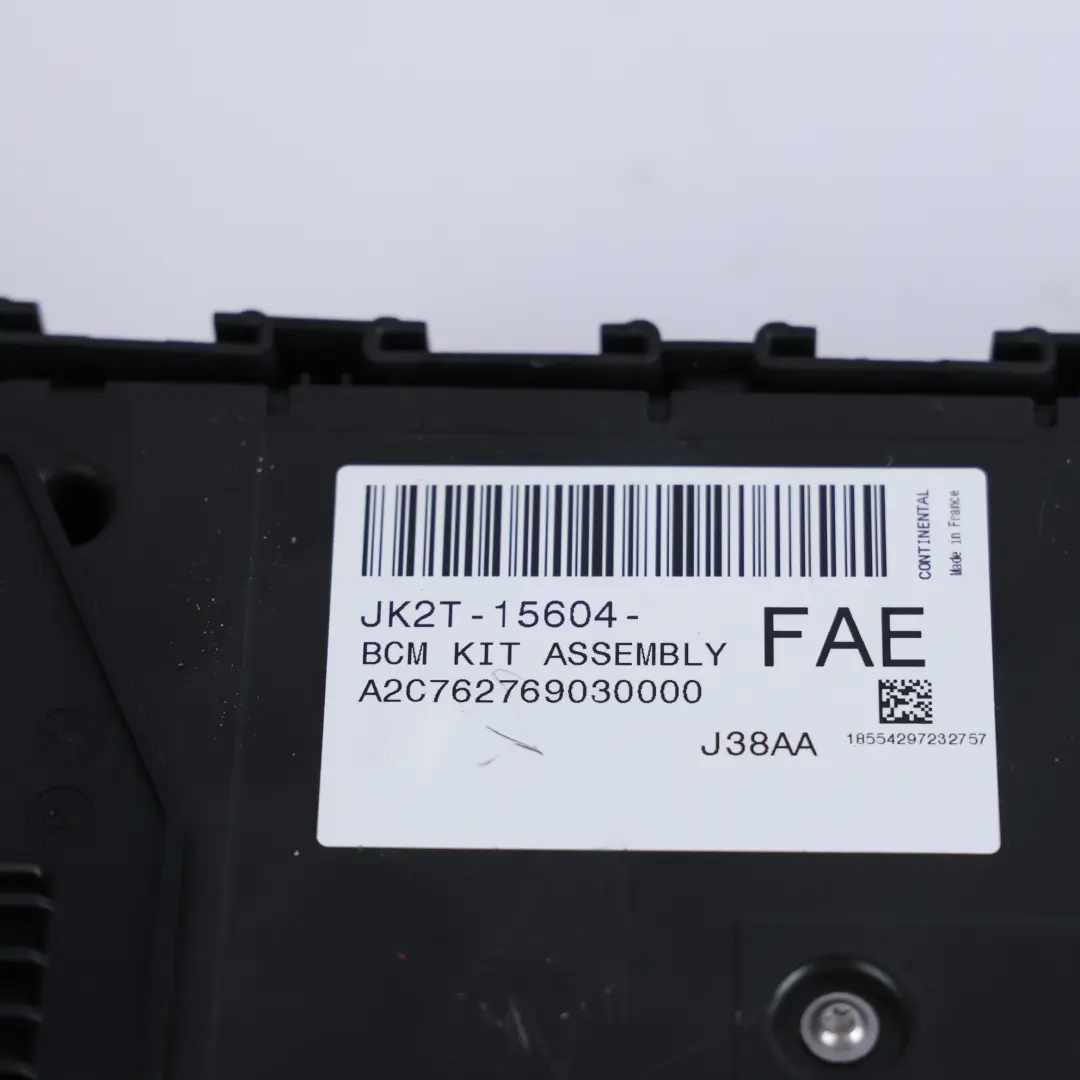 CONTINENTAL
Made in France
JK2T-15604-
FAE
BCM KIT ASSEMBLY
A2C762769030000
J38AA
18554297232757